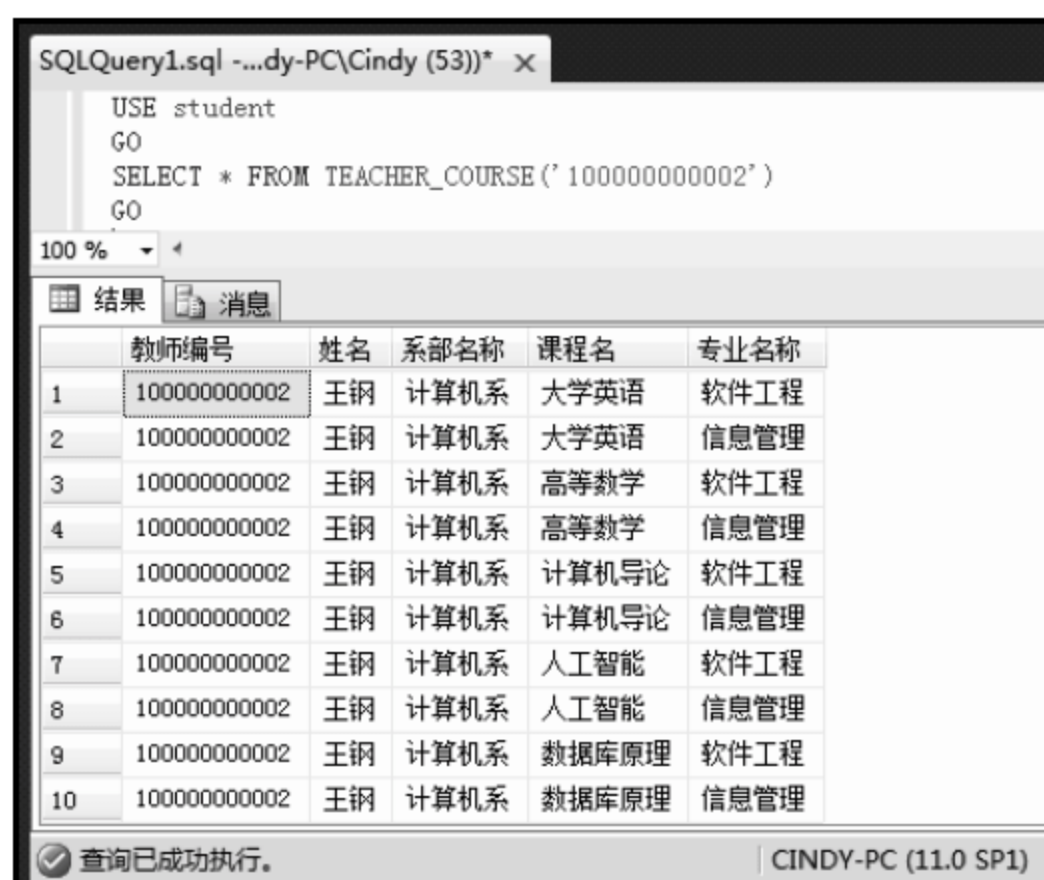 SQLQuery1.sql -...dy-PC\Cindy (53))* ×
USE student
GO
SELECT * FROM TEACHER_COURSE('100000000002')
GO
100 %
结果 消息
教师编号 姓名 系部名称 课程名 专业名称
1 100000000002 王钢 计算机系 大学英语 软件工程
2 100000000002 王钢 计算机系 大学英语 信息管理
3 100000000002 王钢 计算机系 高等数学 软件工程
4 100000000002 王钢 计算机系 高等数学 信息管理
5 100000000002 王钢 计算机系 计算机导论 软件工程
6 100000000002 王钢 计算机系 计算机导论 信息管理
7 100000000002 王钢 计算机系 人工智能 软件工程
8 100000000002 王钢 计算机系 人工智能 信息管理
9 100000000002 王钢 计算机系 数据库原理 软件工程
10 100000000002 王钢 计算机系 数据库原理 信息管理
查询已成功执行。 CINDY-PC (11.0 SP1)